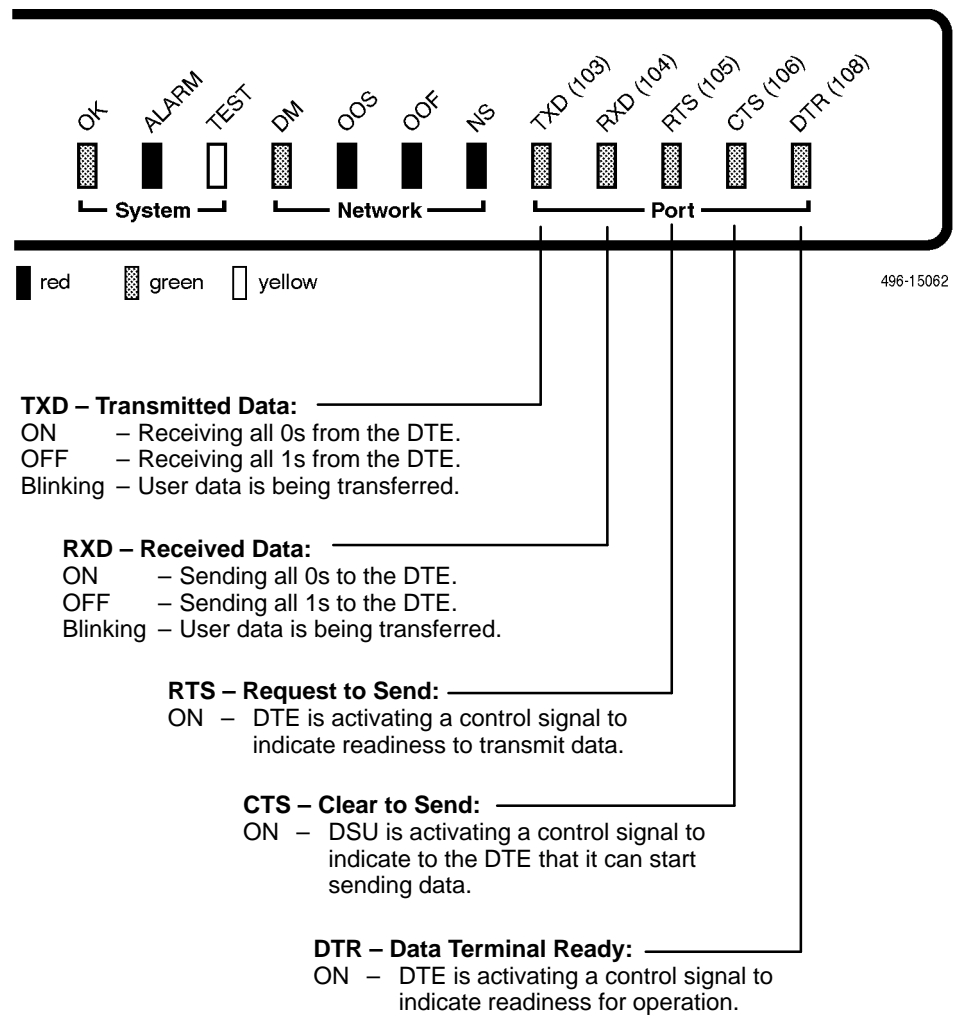 OK ALARM TEST DM OOS OOF NS TXD (103) RXD (104) RTS (105) CTS (106) DTR (108)
System Network Port
red green yellow 496-15062
TXD – Transmitted Data:
ON – Receiving all 0s from the DTE.
OFF – Receiving all 1s from the DTE.
Blinking – User data is being transferred.
RXD – Received Data:
ON – Sending all 0s to the DTE.
OFF – Sending all 1s to the DTE.
Blinking – User data is being transferred.
RTS – Request to Send:
ON – DTE is activating a control signal to
indicate readiness to transmit data.
CTS – Clear to Send:
ON – DSU is activating a control signal to
indicate to the DTE that it can start
sending data.
DTR – Data Terminal Ready:
ON – DTE is activating a control signal to
indicate readiness for operation.